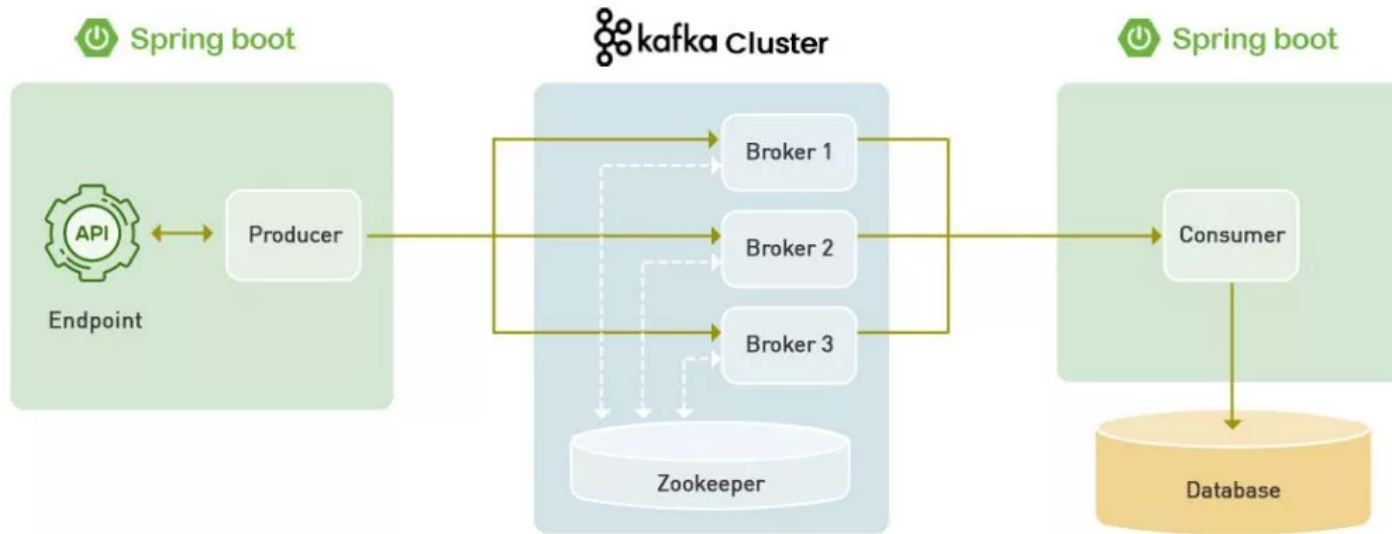 Spring boot
kafka Cluster
Spring boot
API
Endpoint
Producer
Broker 1
Broker 2
Broker 3
Zookeeper
Consumer
Database